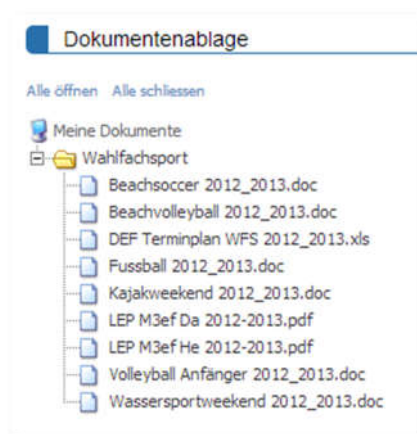 Dokumentenablage
Alle öffnen Alle schliessen
Meine Dokumente
Wahlfachsport
Beachsoccer 2012_2013.doc
Beachvolleyball 2012_2013.doc
DEF Terminplan WFS 2012_2013.xls
Fussball 2012_2013.doc
Kajakweekend 2012_2013.doc
LEP M3ef Da 2012-2013.pdf
LEP M3ef He 2012-2013.pdf
Volleyball Anfänger 2012_2013.doc
Wassersportweekend 2012_2013.doc